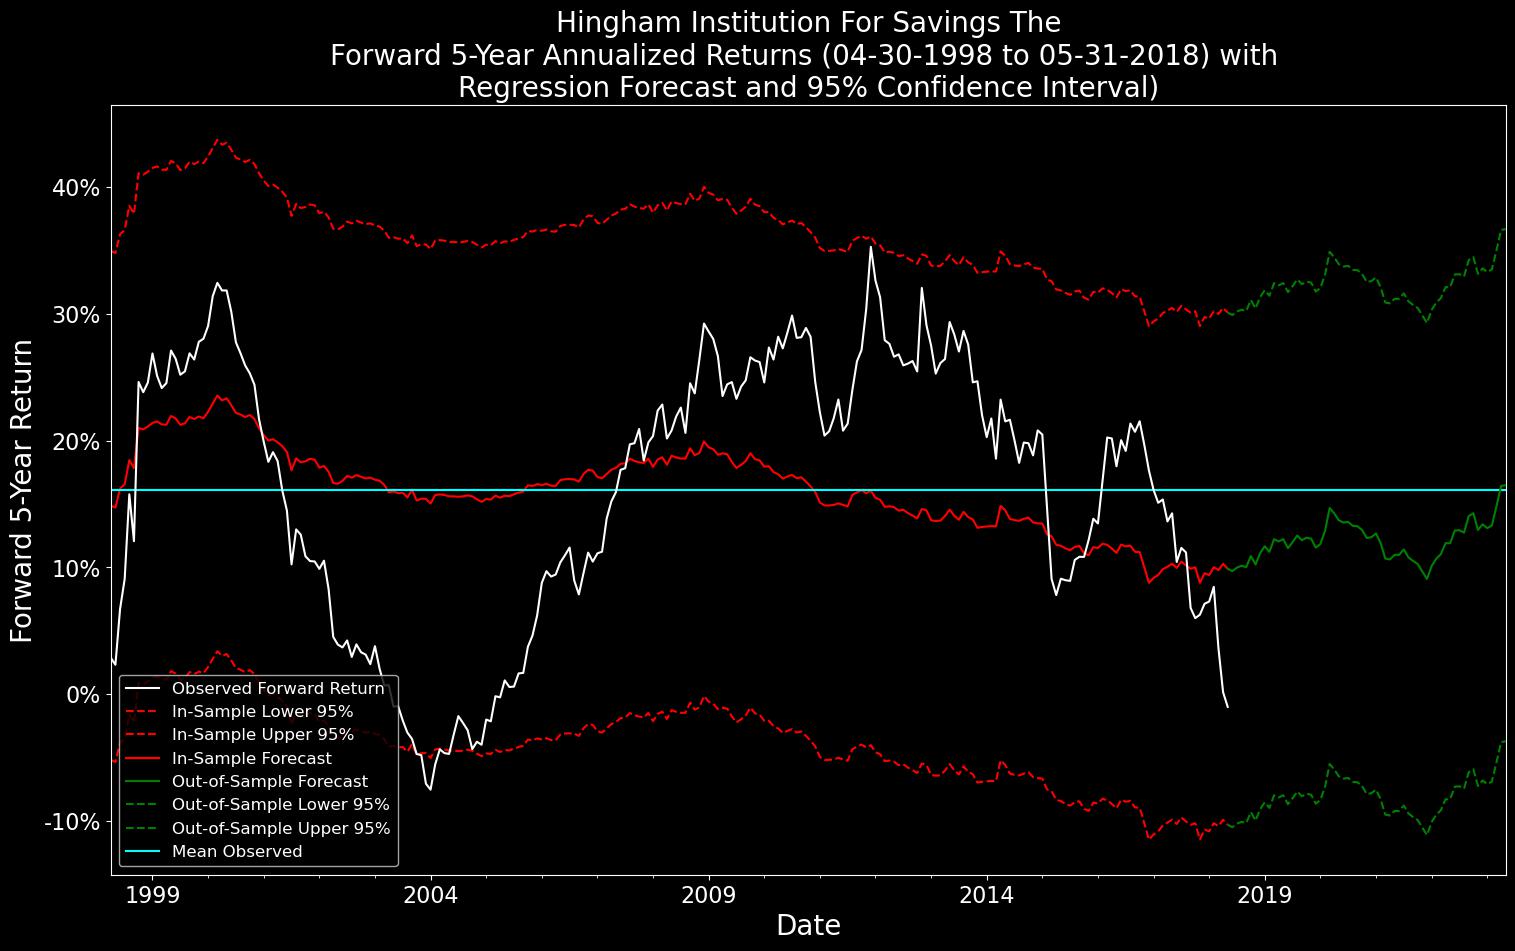 Hingham Institution For Savings The
Forward 5-Year Annualized Returns (04-30-1998 to 05-31-2018) with
Regression Forecast and 95% Confidence Interval)
Forward 5-Year Return
40%
30%
20%
10%
0%
-10%
Observed Forward Return
In-Sample Lower 95%
In-Sample Upper 95%
In-Sample Forecast
Out-of-Sample Forecast
Out-of-Sample Lower 95%
Out-of-Sample Upper 95%
Mean Observed
1999 2004 2009 2014 2019
Date